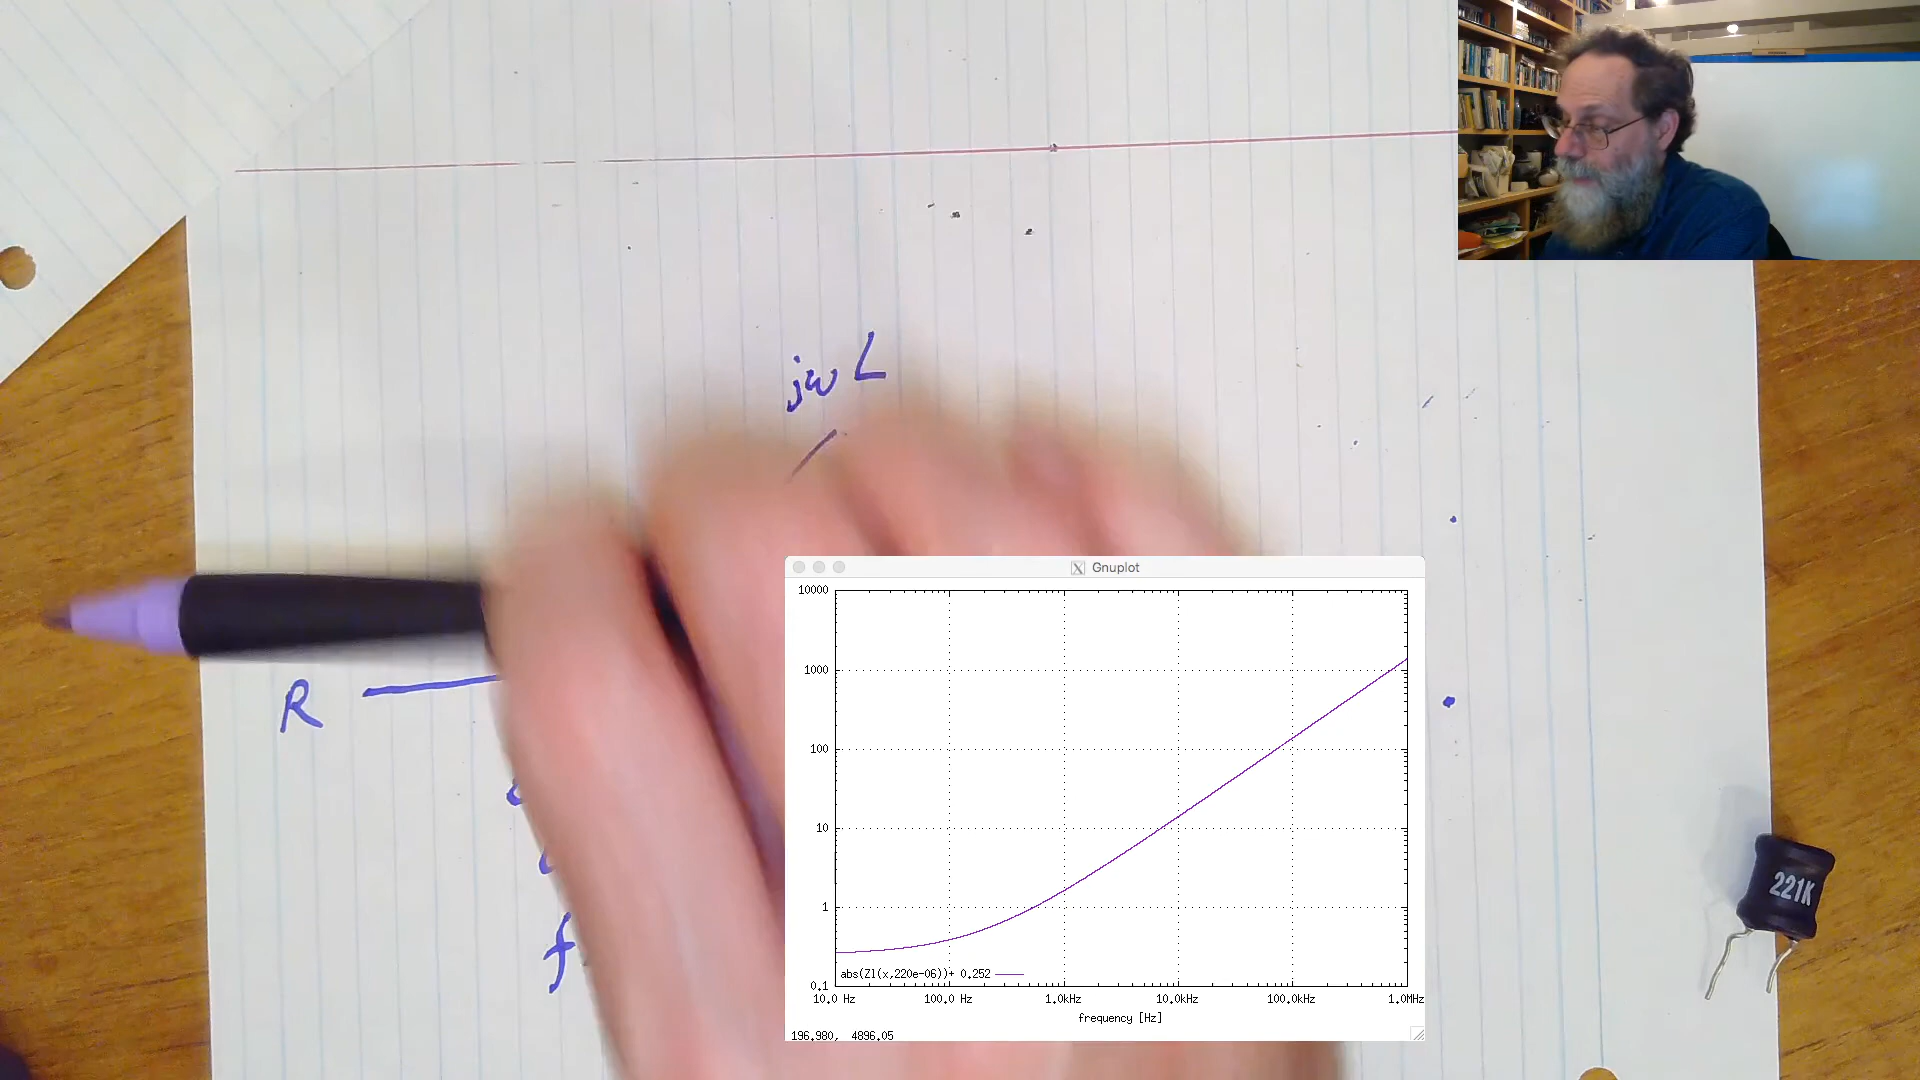 jωL
R
f
221K
X Gnuplot
10000
1000
100
10
1
0.1
abs(Zl(x,220e-06))+ 0.252
10.0 Hz 100.0 Hz 1.0kHz 10.0kHz 100.0kHz 1.0MHz
frequency [Hz]
196.980, 4896.05